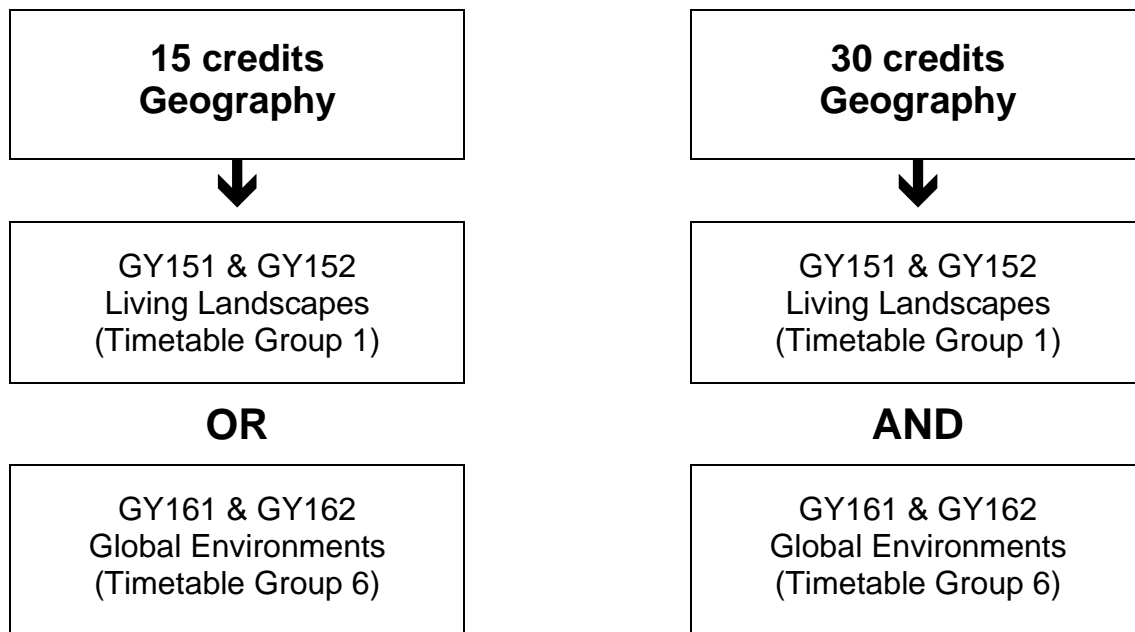 15 credits
Geography
GY151 & GY152
Living Landscapes
(Timetable Group 1)
OR
GY161 & GY162
Global Environments
(Timetable Group 6)
30 credits
Geography
GY151 & GY152
Living Landscapes
(Timetable Group 1)
AND
GY161 & GY162
Global Environments
(Timetable Group 6)